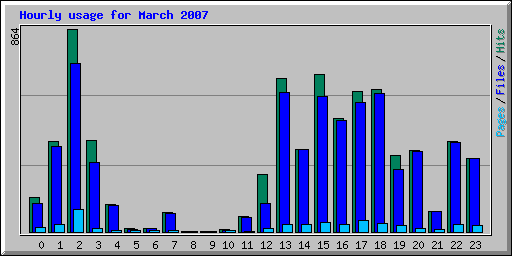 Hourly usage for March 2007
864
Pages/Files/Hits
0 1 2 3 4 5 6 7 8 9 10 11 12 13 14 15 16 17 18 19 20 21 22 23